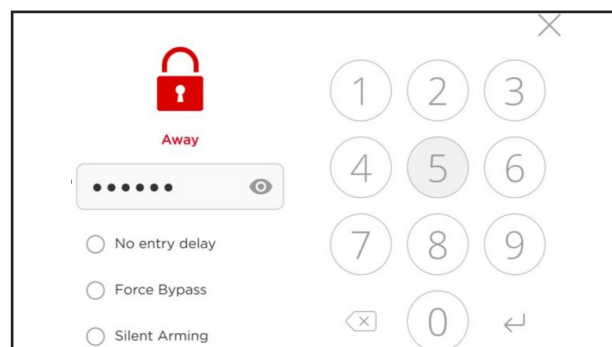 Away
••••••
No entry delay
Force Bypass
Silent Arming
1 2 3
4 5 6
7 8 9
0